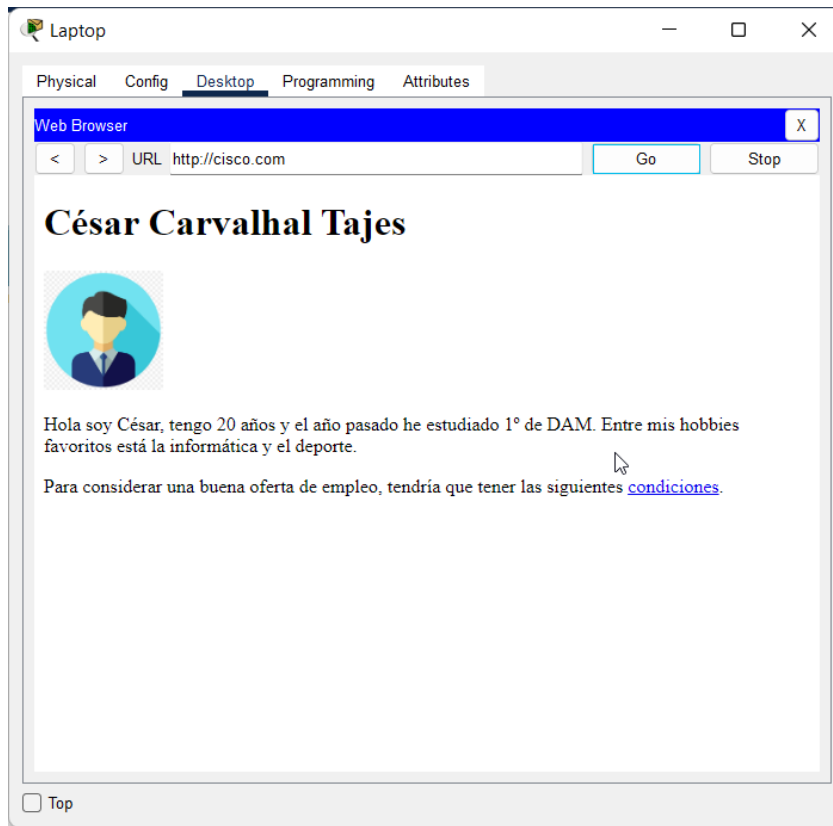 Laptop
Physical Config Desktop Programming Attributes
Web Browser X
< > URL http://cisco.com Go Stop
César Carvalhal Tajes
Hola soy César, tengo 20 años y el año pasado he estudiado 1º de DAM. Entre mis hobbies
favoritos está la informática y el deporte.
Para considerar una buena oferta de empleo, tendría que tener las siguientes condiciones.
Top